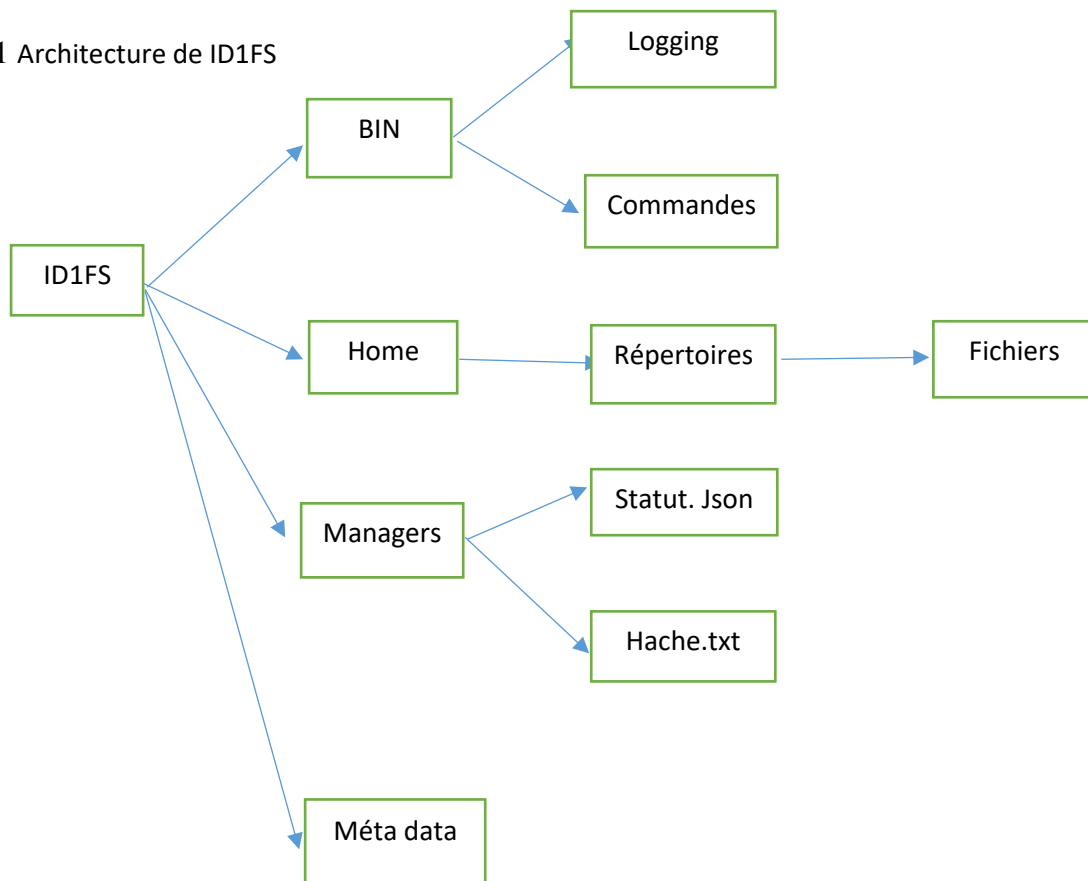 1 Architecture de ID1FS
Logging
BIN
Commandes
ID1FS
Home
Répertoires
Fichiers
Statut. Json
Managers
Hache.txt
Méta data